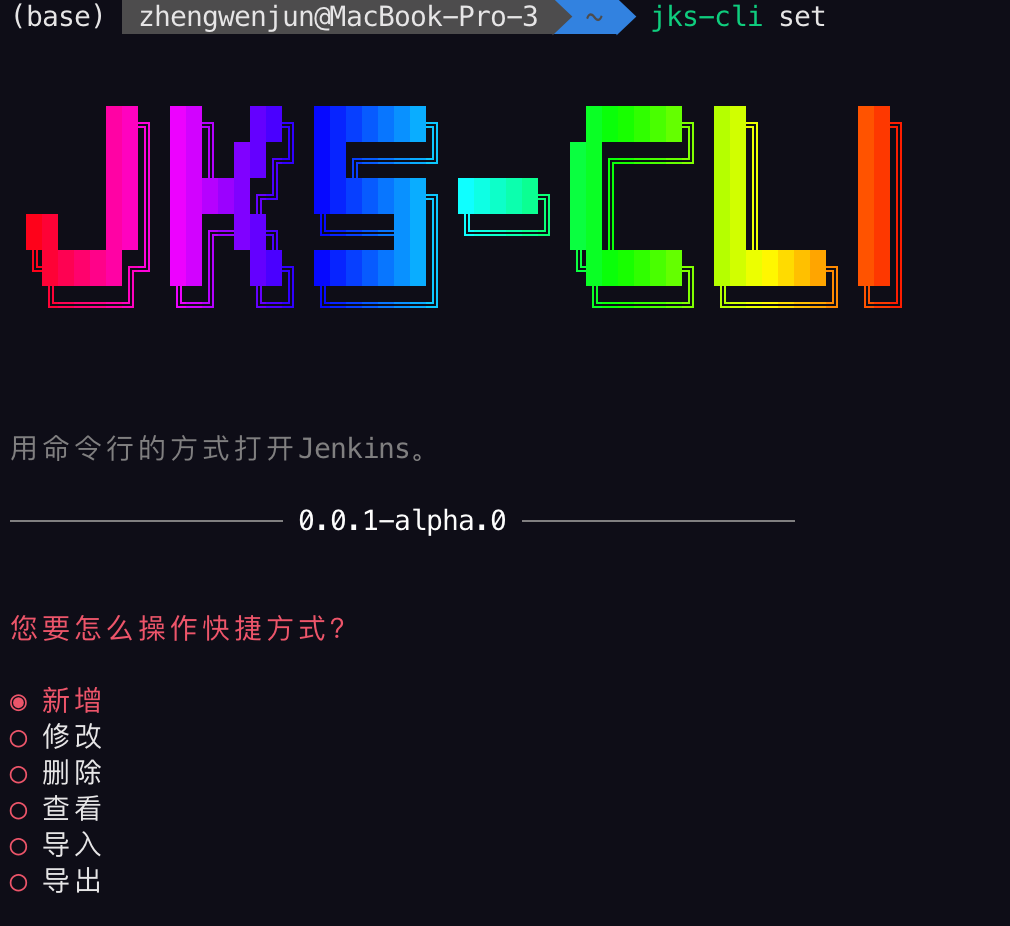 (base) zhengwenjun@MacBook-Pro-3 ~ jks-cli set
JKS-CLI
用命令行的方式打开Jenkins。
0.0.1-alpha.0
您要怎么操作快捷方式?
◉ 新增
○ 修改
○ 删除
○ 查看
○ 导入
○ 导出